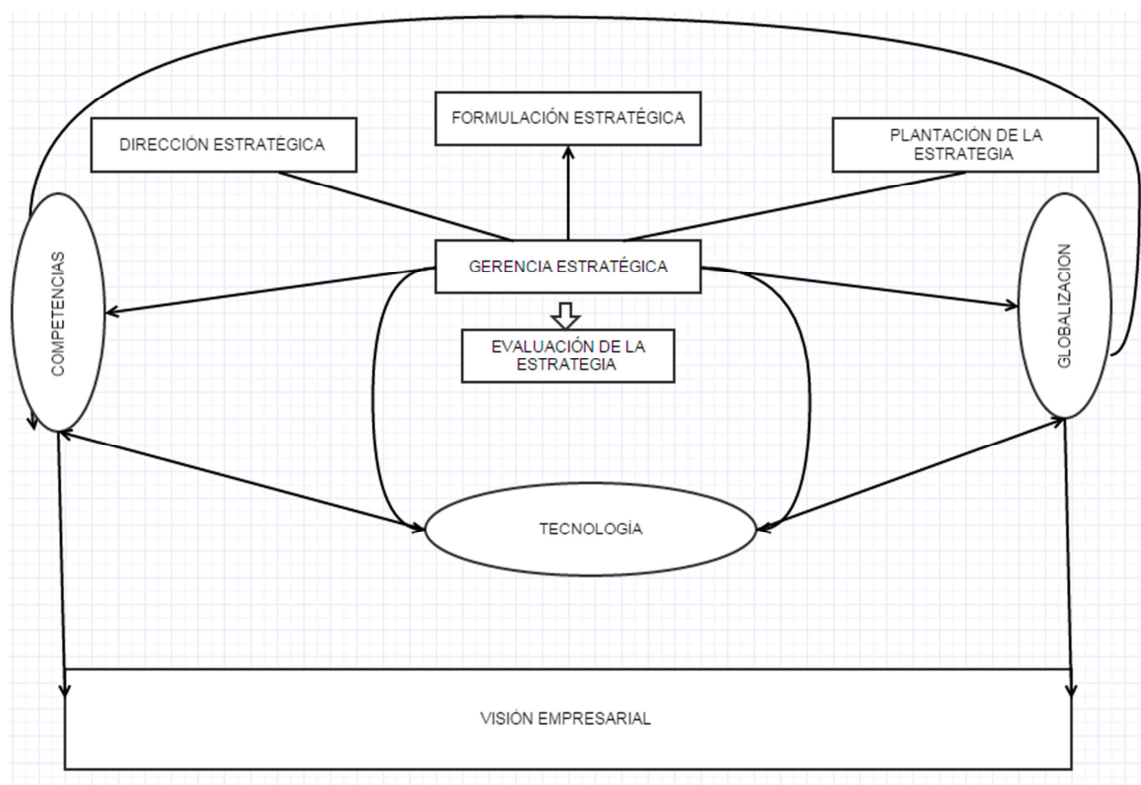 FORMULACIÓN ESTRATÉGICA
DIRECCIÓN ESTRATÉGICA
PLANTACIÓN DE LA
ESTRATEGIA
GERENCIA ESTRATÉGICA
COMPETENCIAS
GLOBALIZACION
EVALUACIÓN DE LA
ESTRATEGIA
TECNOLOGÍA
VISIÓN EMPRESARIAL